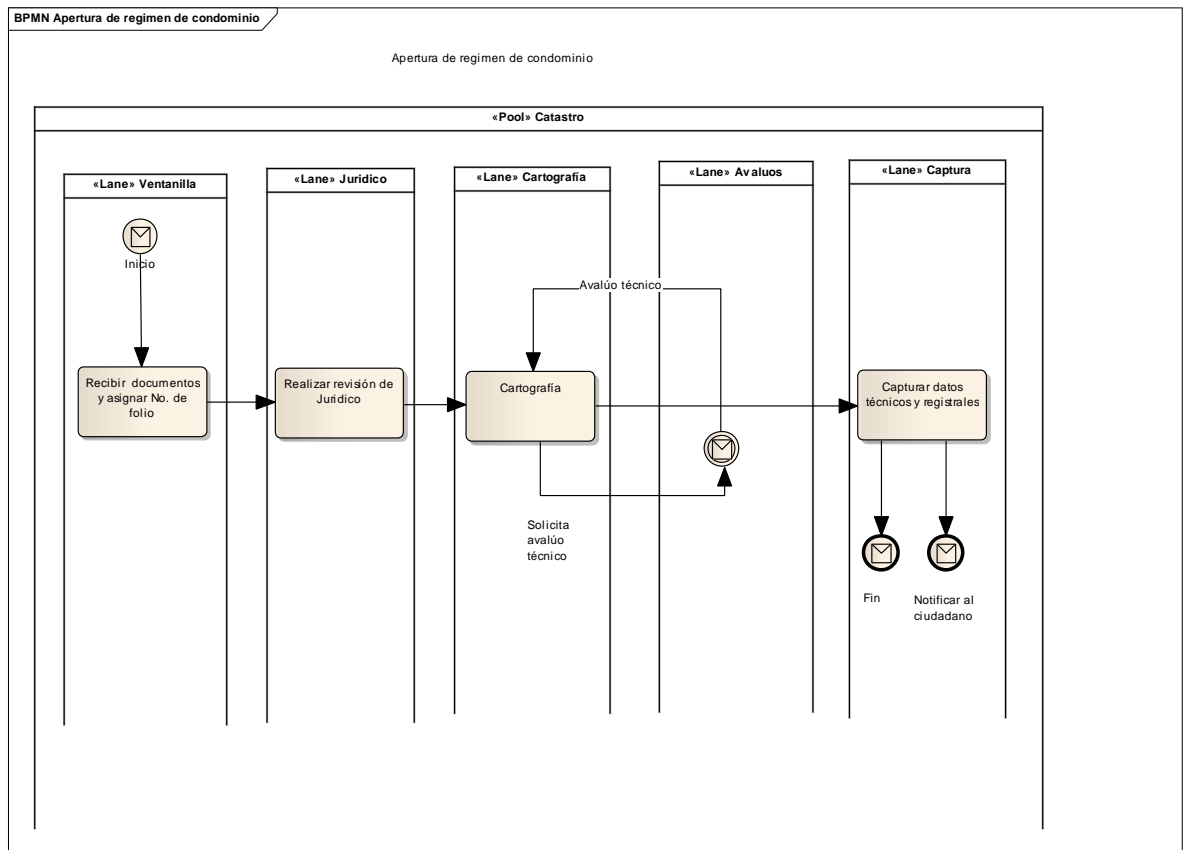 BPMN Apertura de regimen de condominio
Apertura de regimen de condominio
«Pool» Catastro
«Lane» Ventanilla
«Lane» Juridico
«Lane» Cartografía
«Lane» Avaluos
«Lane» Captura
Inicio
Avalúo técnico
Recibir documentos
y asignar No. de
folio
Realizar revisión de
Juridico
Cartografía
Capturar datos
técnicos y registrales
Solicita
avalúo
técnico
Fin
Notificar al
ciudadano